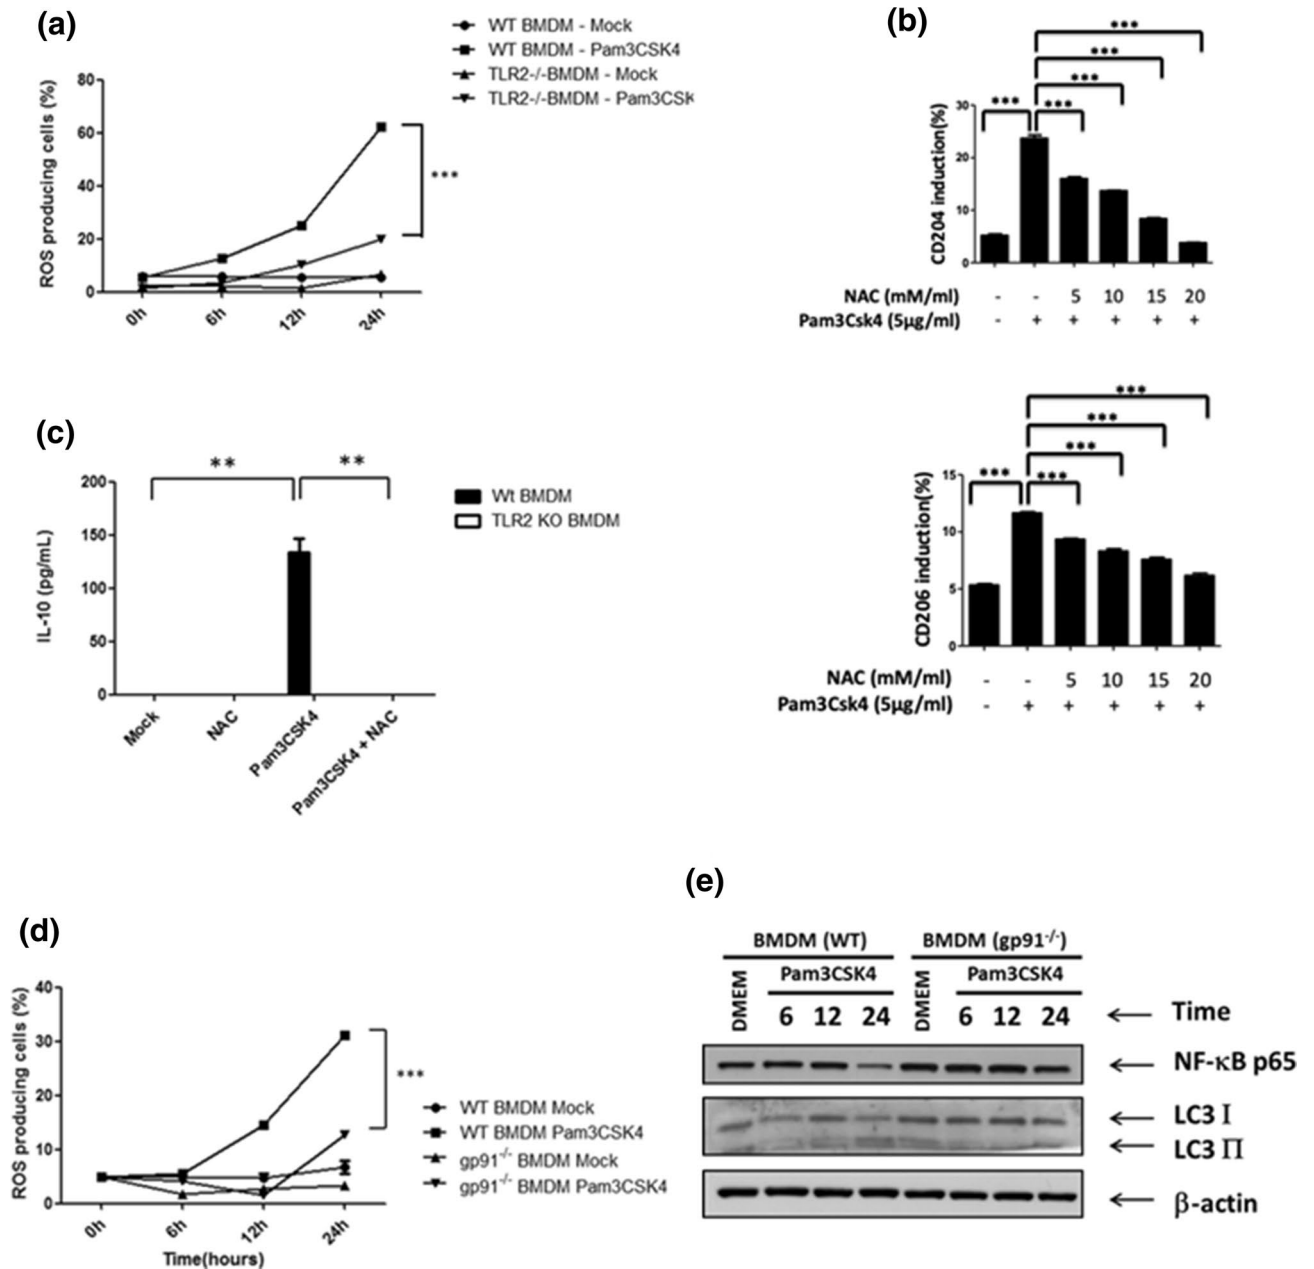 (a)
WT BMDM - Mock
WT BMDM - Pam3CSK4
TLR2-/-BMDM - Mock
TLR2-/-BMDM - Pam3CSK
ROS producing cells (%)
80
60
40
20
0
***
0h 6h 12h 24h
(b)
*** *** *** *** ***
CD204 induction(%)
30
20
10
0
NAC (mM/ml) - - 5 10 15 20
Pam3Csk4 (5µg/ml) - + + + + +
*** *** *** *** ***
CD206 induction(%)
15
10
5
0
NAC (mM/ml) - - 5 10 15 20
Pam3Csk4 (5µg/ml) - + + + + +
(c)
** **
IL-10 (pg/mL)
200
150
100
50
0
Wt BMDM
TLR2 KO BMDM
Mock NAC Pam3CSK4 Pam3CSK4 + NAC
(d)
ROS producing cells (%)
40
30
20
10
0
***
WT BMDM Mock
WT BMDM Pam3CSK4
gp91-/- BMDM Mock
gp91-/- BMDM Pam3CSK4
0h 6h 12h 24h
Time(hours)
(e)
BMDM (WT) BMDM (gp91-/-)
DMEM Pam3CSK4 DMEM Pam3CSK4
6 12 24 6 12 24 Time
NF-κB p65
LC3 I
LC3 Π
β-actin